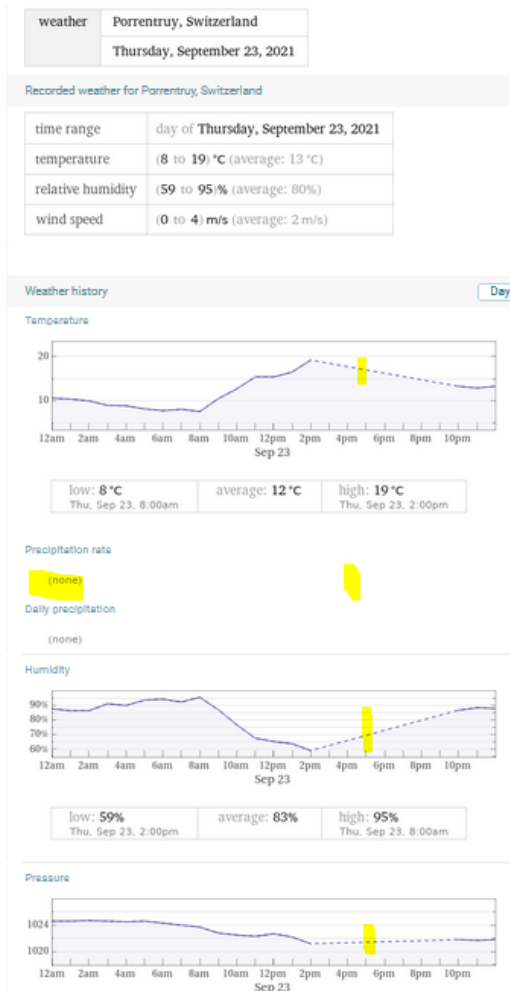 weather Porrentruy, Switzerland
Thursday, September 23, 2021
Recorded weather for Porrentruy, Switzerland
time range day of Thursday, September 23, 2021
temperature (8 to 19) °C (average: 13 °C)
relative humidity (59 to 95)% (average: 80%)
wind speed (0 to 4) m/s (average: 2 m/s)
Weather history Day
Temperature
20
10
12am 2am 4am 6am 8am 10am 12pm 2pm 4pm 6pm 8pm 10pm
Sep 23
low: 8 °C average: 12 °C high: 19 °C
Thu, Sep 23, 8:00am Thu, Sep 23, 2:00pm
Precipitation rate
(none)
Daily precipitation
(none)
Humidity
90%
80%
70%
60%
12am 2am 4am 6am 8am 10am 12pm 2pm 4pm 6pm 8pm 10pm
Sep 23
low: 59% average: 83% high: 95%
Thu, Sep 23, 2:00pm Thu, Sep 23, 8:00am
Pressure
1024
1020
12am 2am 4am 6am 8am 10am 12pm 2pm 4pm 6pm 8pm 10pm
Sep 23